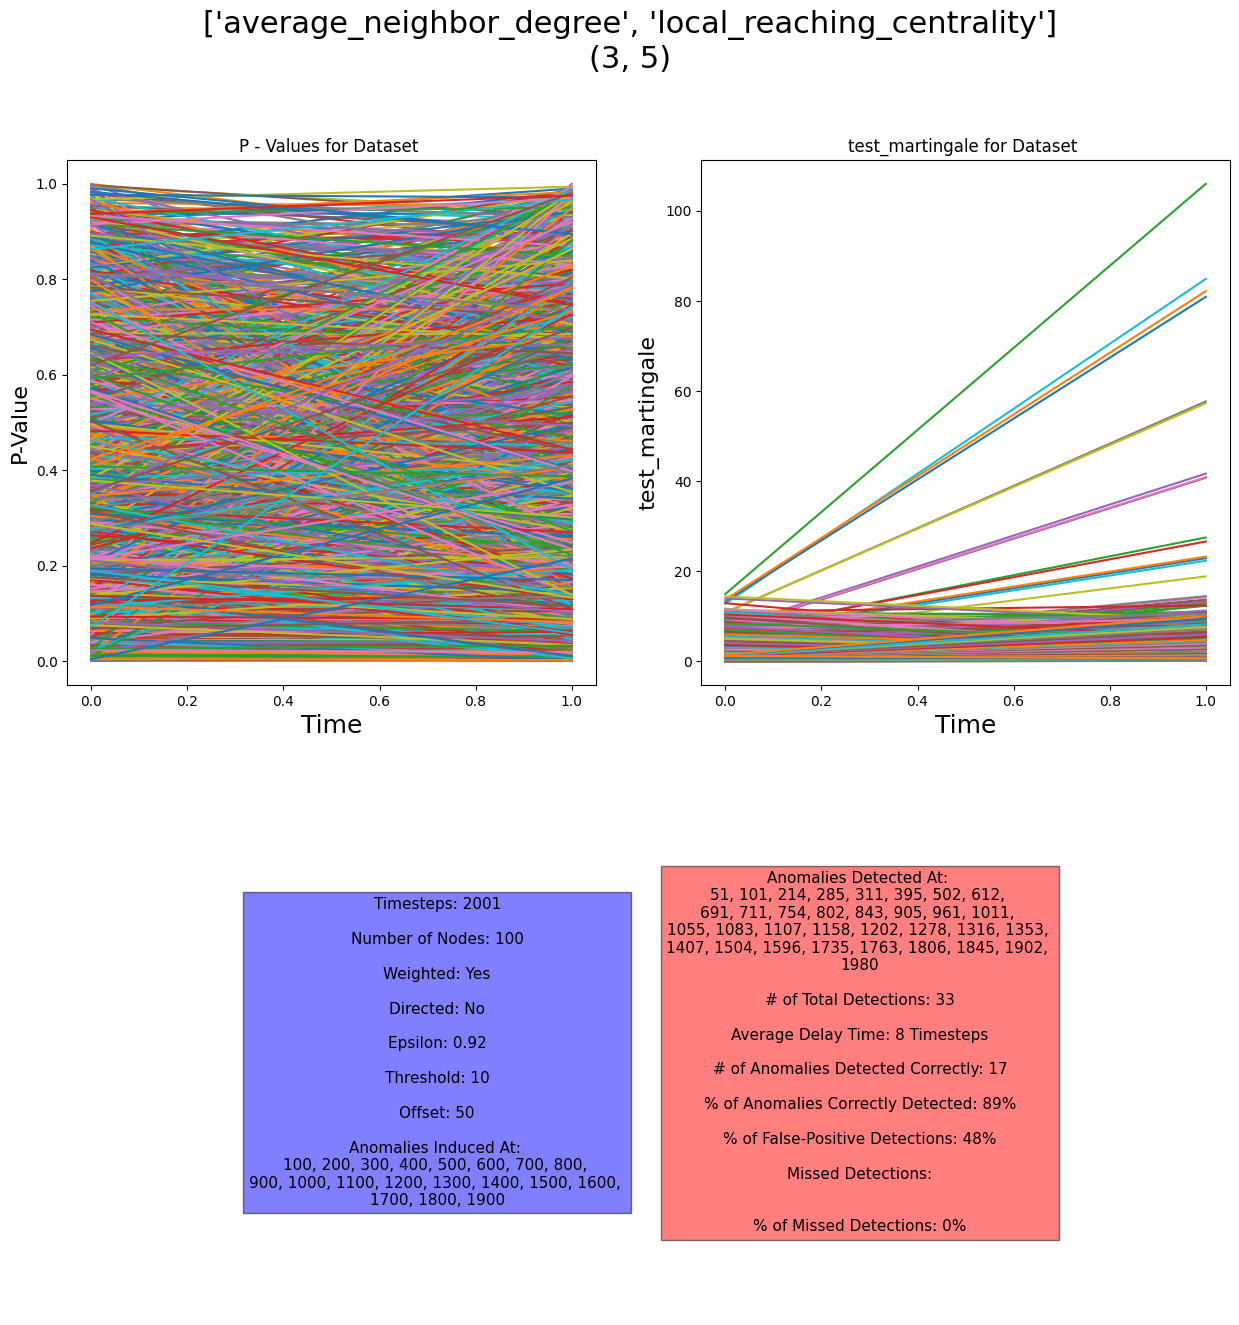 ['average_neighbor_degree', 'local_reaching_centrality']
(3, 5)
P - Values for Dataset
1.0
0.8
0.6
0.4
0.2
0.0
P-Value
0.0 0.2 0.4 0.6 0.8 1.0
Time
test_martingale for Dataset
100
80
60
40
20
0
test_martingale
0.0 0.2 0.4 0.6 0.8 1.0
Time
Timesteps: 2001
Number of Nodes: 100
Weighted: Yes
Directed: No
Epsilon: 0.92
Threshold: 10
Offset: 50
Anomalies Induced At:
100, 200, 300, 400, 500, 600, 700, 800,
900, 1000, 1100, 1200, 1300, 1400, 1500, 1600,
1700, 1800, 1900
Anomalies Detected At:
51, 101, 214, 285, 311, 395, 502, 612,
691, 711, 754, 802, 843, 905, 961, 1011,
1055, 1083, 1107, 1158, 1202, 1278, 1316, 1353,
1407, 1504, 1596, 1735, 1763, 1806, 1845, 1902,
1980
# of Total Detections: 33
Average Delay Time: 8 Timesteps
# of Anomalies Detected Correctly: 17
% of Anomalies Correctly Detected: 89%
% of False-Positive Detections: 48%
Missed Detections:
% of Missed Detections: 0%